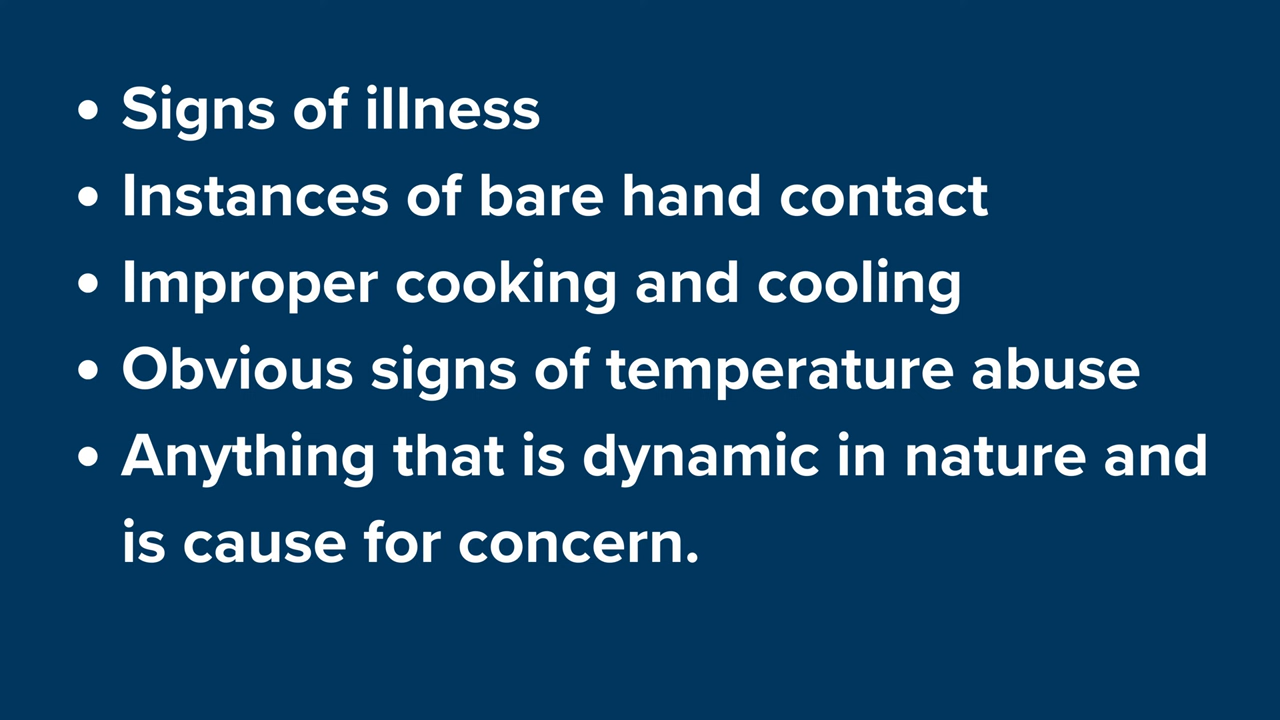 • Signs of illness
• Instances of bare hand contact
• Improper cooking and cooling
• Obvious signs of temperature abuse
• Anything that is dynamic in nature and
is cause for concern.